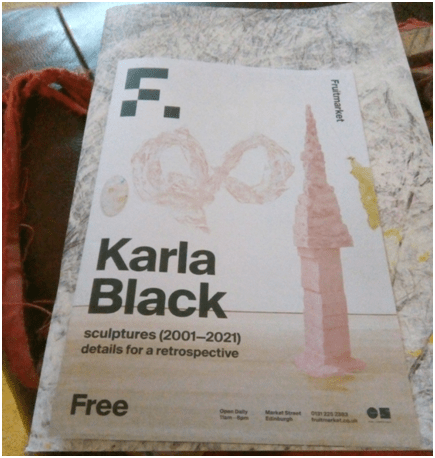 F.
Fruitmarket
Karla
Black
sculptures (2001—2021)
details for a retrospective
Free
Open Daily
Market Street
Edinburgh
fruitmarket.co.uk